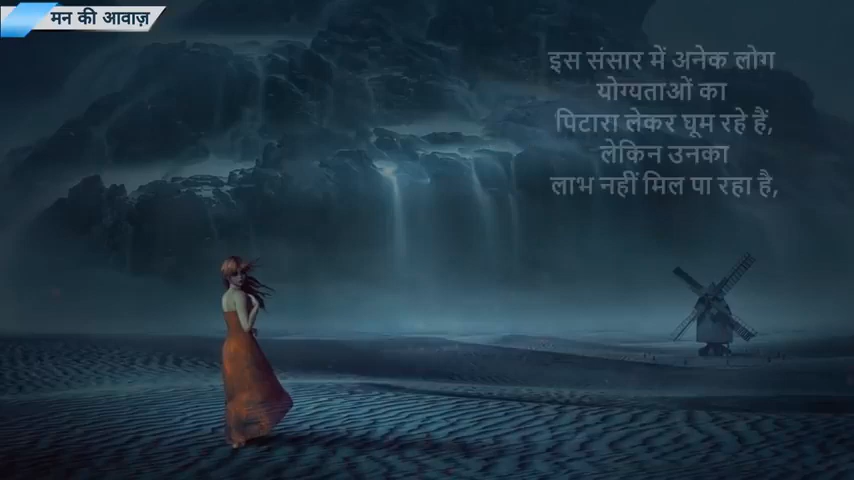 मन की आवाज़
इस संसार में अनेक लोग
योग्यताओं का
पिटारा लेकर घूम रहे हैं,
लेकिन उनका
लाभ नहीं मिल पा रहा है,